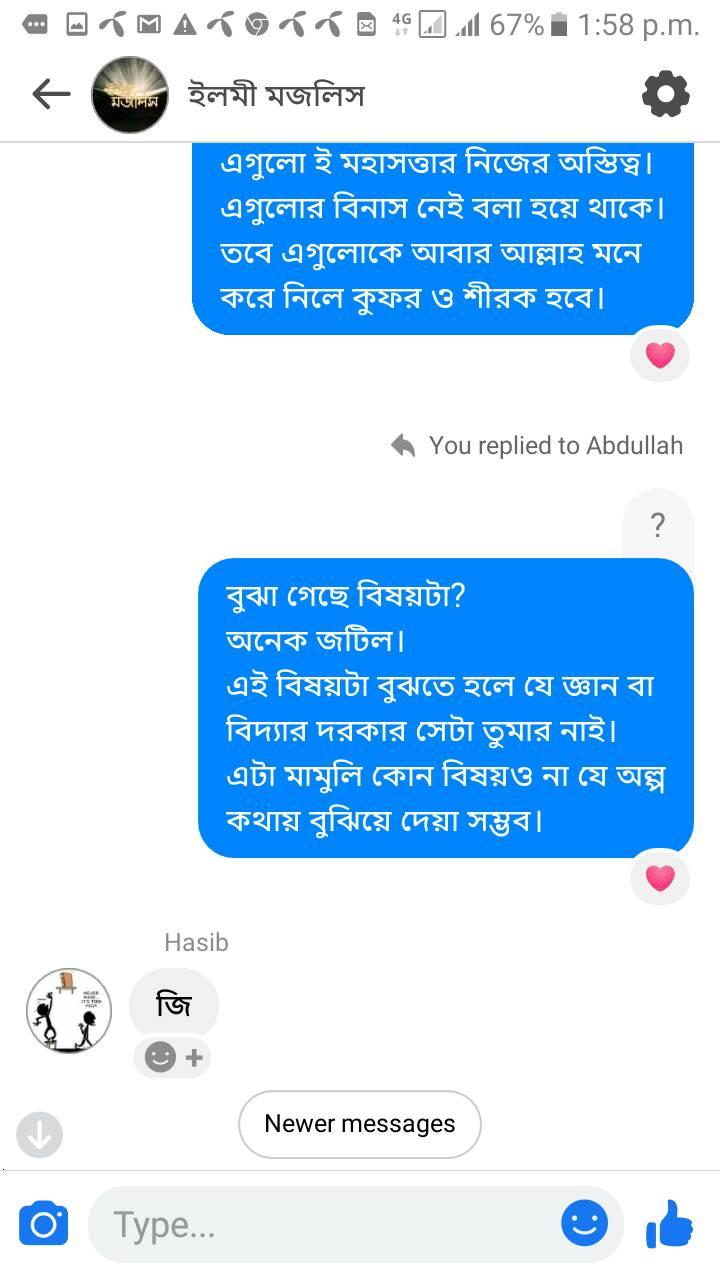 4G 67% 1:58 p.m.
ইলমী মজলিস
এগুলো ই মহাসত্তার নিজের অস্তিত্ব।
এগুলোর বিনাস নেই বলা হয়ে থাকে।
তবে এগুলোকে আবার আল্লাহ মনে
করে নিলে কুফর ও শীরক হবে।
You replied to Abdullah
?
বুঝা গেছে বিষয়টা?
অনেক জটিল।
এই বিষয়টা বুঝতে হলে যে জ্ঞান বা
বিদ্যার দরকার সেটা তুমার নাই।
এটা মামুলি কোন বিষয়ও না যে অল্প
কথায় বুঝিয়ে দেয়া সম্ভব।
Hasib
জি
Newer messages
Type...